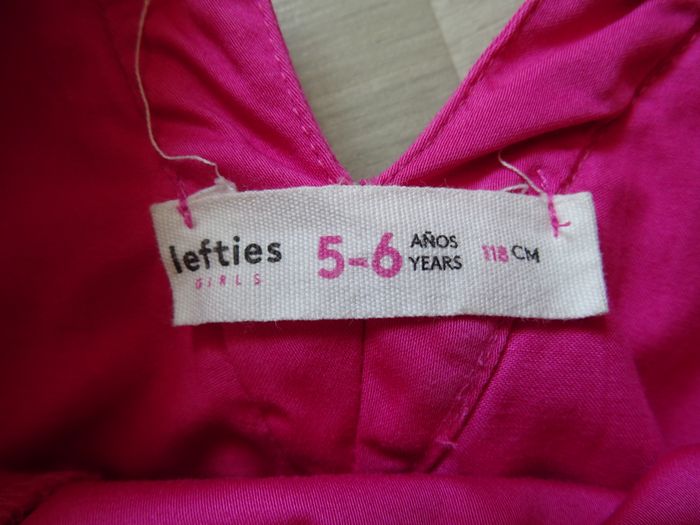 lefties
GIRLS
5-6
AÑOS
YEARS
118 CM